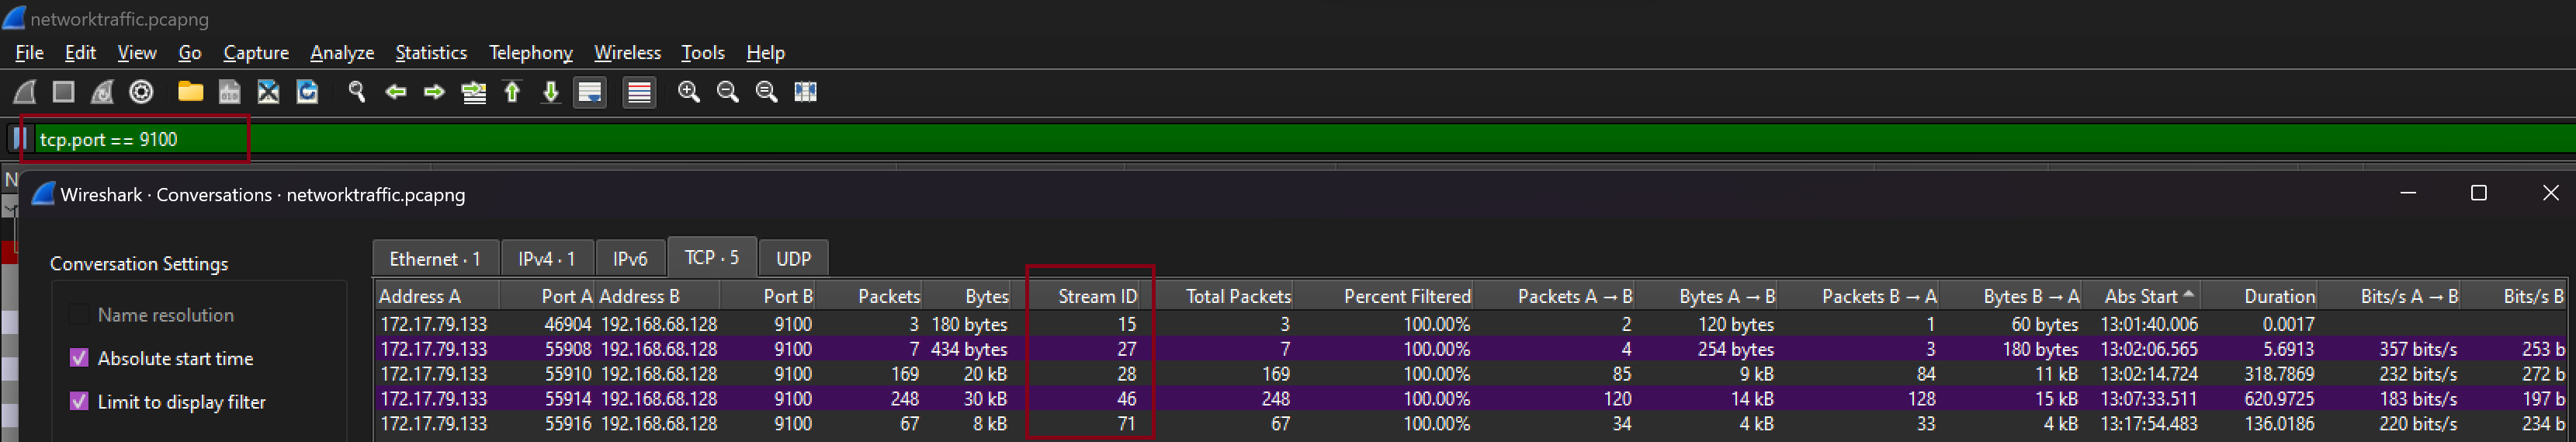 networktraffic.pcapng
File Edit View Go Capture Analyze Statistics Telephony Wireless Tools Help
tcp.port == 9100
N
Wireshark · Conversations · networktraffic.pcapng
Conversation Settings
Name resolution
Absolute start time
Limit to display filter
Ethernet · 1 IPv4 · 1 IPv6 TCP · 5 UDP
Address A Port A Address B Port B Packets Bytes Stream ID Total Packets Percent Filtered Packets A → B Bytes A → B Packets B → A Bytes B → A Abs Start Duration Bits/s A → B Bits/s B
172.17.79.133 46904 192.168.68.128 9100 3 180 bytes 15 3 100.00% 2 120 bytes 1 60 bytes 13:01:40.006 0.0017
172.17.79.133 55908 192.168.68.128 9100 7 434 bytes 27 7 100.00% 4 254 bytes 3 180 bytes 13:02:06.565 5.6913 357 bits/s 253 b
172.17.79.133 55910 192.168.68.128 9100 169 20 kB 28 169 100.00% 85 9 kB 84 11 kB 13:02:14.724 318.7869 232 bits/s 272 b
172.17.79.133 55914 192.168.68.128 9100 248 30 kB 46 248 100.00% 120 14 kB 128 15 kB 13:07:33.511 620.9725 183 bits/s 197 b
172.17.79.133 55916 192.168.68.128 9100 67 8 kB 71 67 100.00% 34 4 kB 33 4 kB 13:17:54.483 136.0186 220 bits/s 234 b